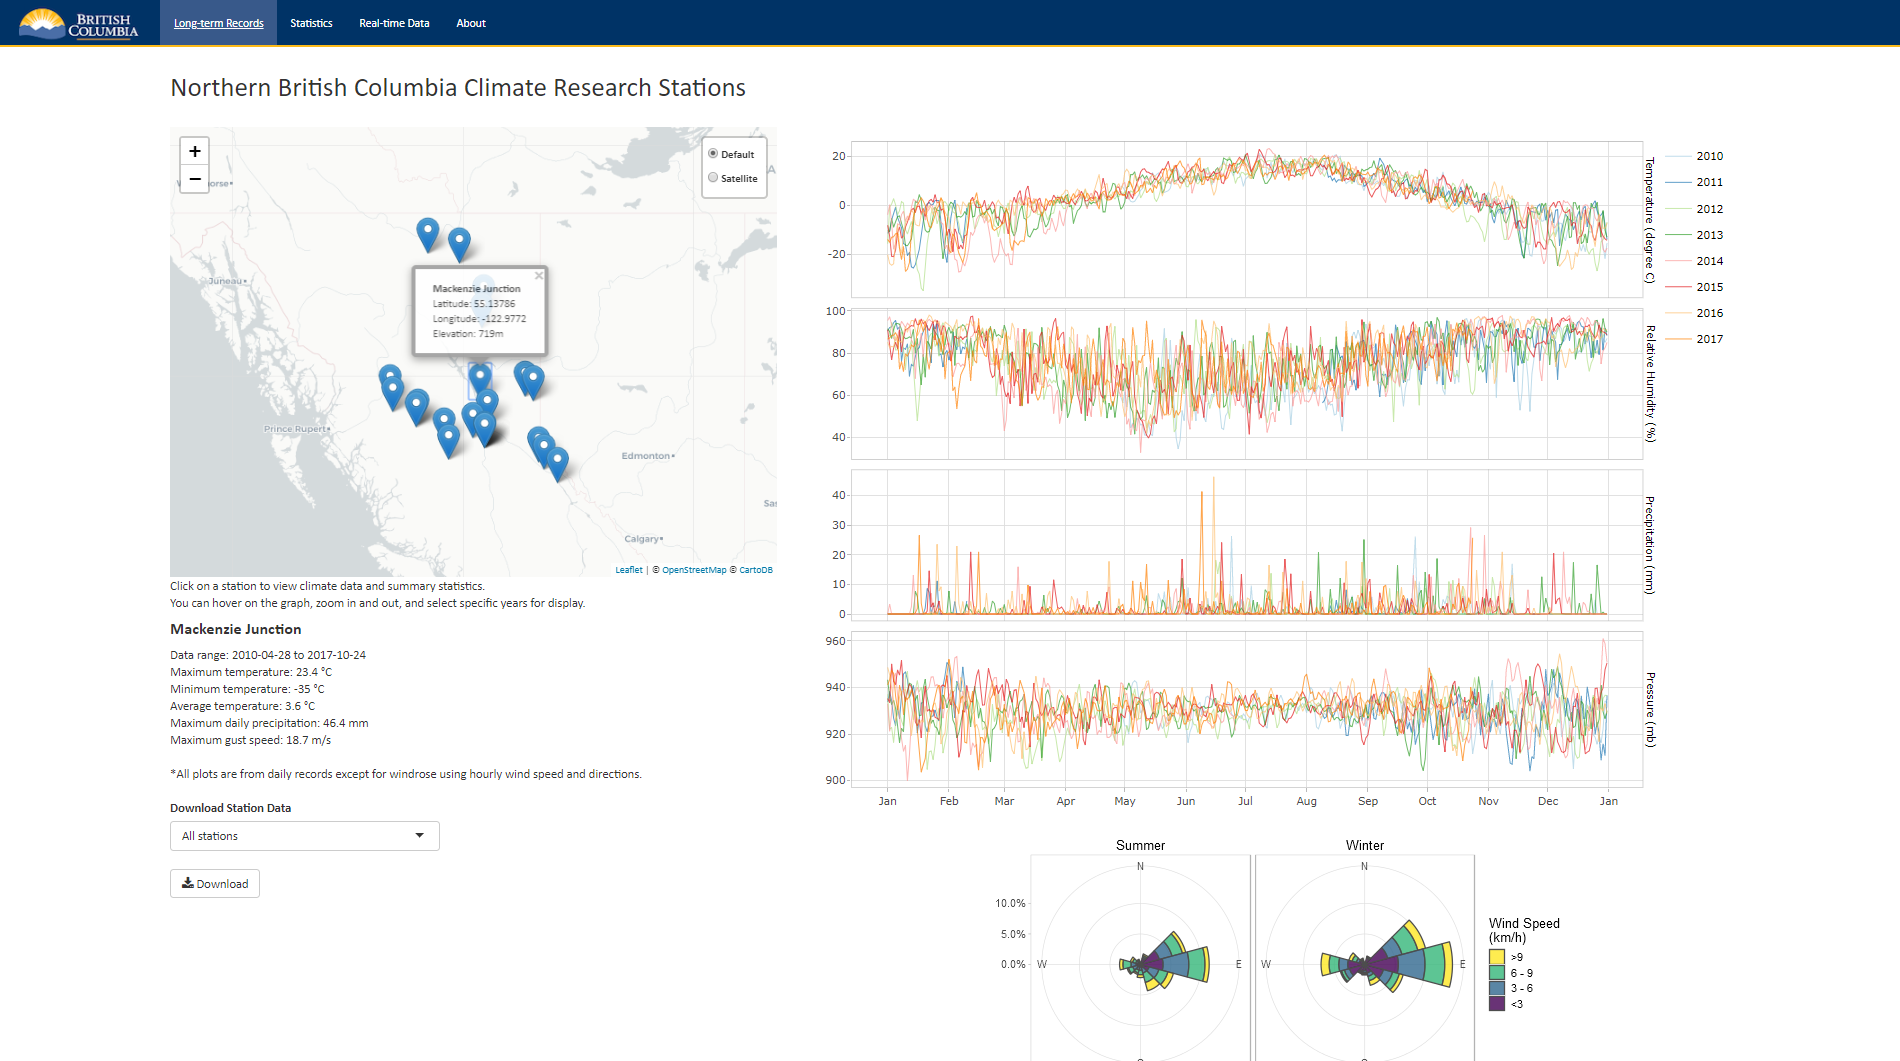 BRITISH
COLUMBIA
Long-term Records
Statistics
Real-time Data
About
Northern British Columbia Climate Research Stations
+
−
Default
Satellite
Juneau
Prince Rupert
Edmonton
Calgary
Mackenzie Junction
Latitude: 55.13786
Longitude: -122.9772
Elevation: 719m
×
Leaflet | © OpenStreetMap © CartoDB
Click on a station to view climate data and summary statistics.
You can hover on the graph, zoom in and out, and select specific years for display.
Mackenzie Junction
Data range: 2010-04-28 to 2017-10-24
Maximum temperature: 23.4 °C
Minimum temperature: -35 °C
Average temperature: 3.6 °C
Maximum daily precipitation: 46.4 mm
Maximum gust speed: 18.7 m/s
*All plots are from daily records except for windrose using hourly wind speed and directions.
Download Station Data
All stations
Download
20
0
-20
Temperature (degree C)
100
80
60
40
Relative Humidity (%)
40
30
20
10
0
Precipitation (mm)
960
940
920
900
Pressure (mb)
Jan Feb Mar Apr May Jun Jul Aug Sep Oct Nov Dec Jan
2010
2011
2012
2013
2014
2015
2016
2017
Summer
N
10.0%
5.0%
0.0%
W
E
Winter
N
W
E
Wind Speed
(km/h)
>9
6 - 9
3 - 6
<3